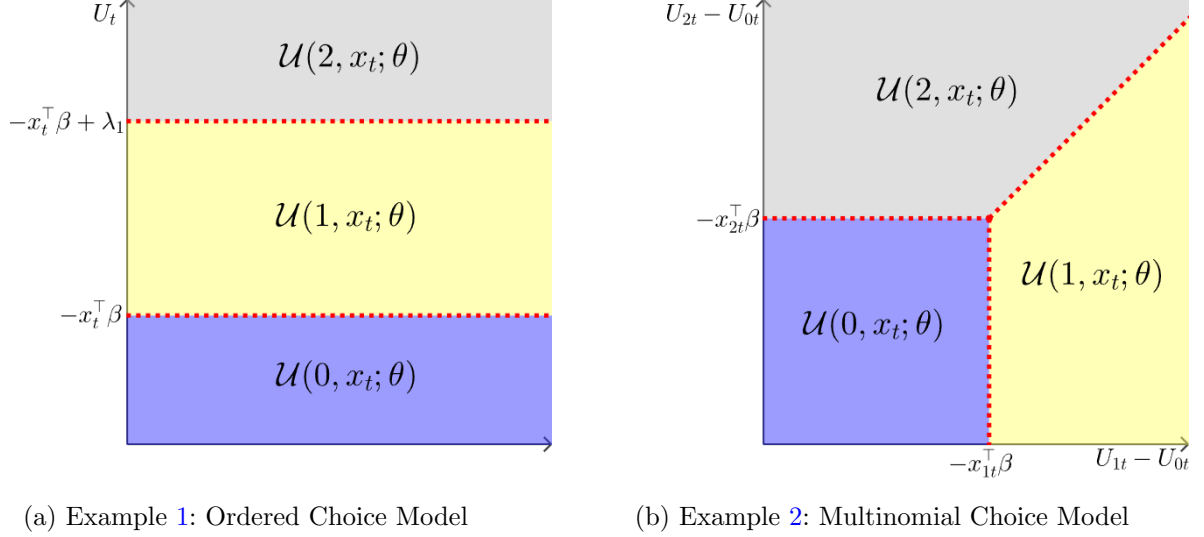 U_t
𝒰(2, x_t; θ)
−x_t^⊤β + λ_1
𝒰(1, x_t; θ)
−x_t^⊤β
𝒰(0, x_t; θ)
(a) Example 1: Ordered Choice Model
U_{2t} − U_{0t}
𝒰(2, x_t; θ)
−x_{2t}^⊤β
𝒰(1, x_t; θ)
𝒰(0, x_t; θ)
−x_{1t}^⊤β
U_{1t} − U_{0t}
(b) Example 2: Multinomial Choice Model